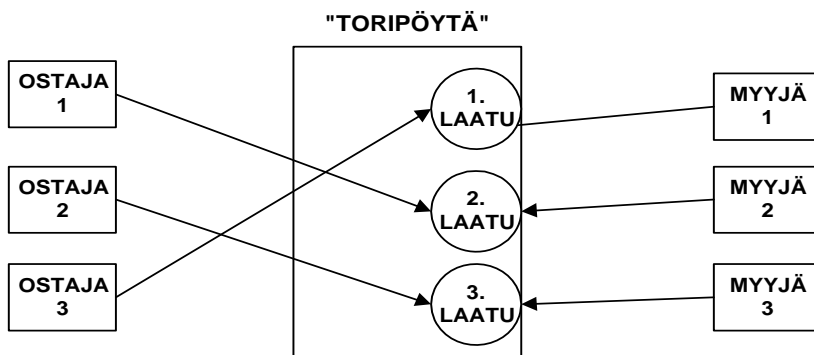 "TORIPÖYTÄ"
OSTAJA
1
OSTAJA
2
OSTAJA
3
1.
LAATU
2.
LAATU
3.
LAATU
MYYJÄ
1
MYYJÄ
2
MYYJÄ
3